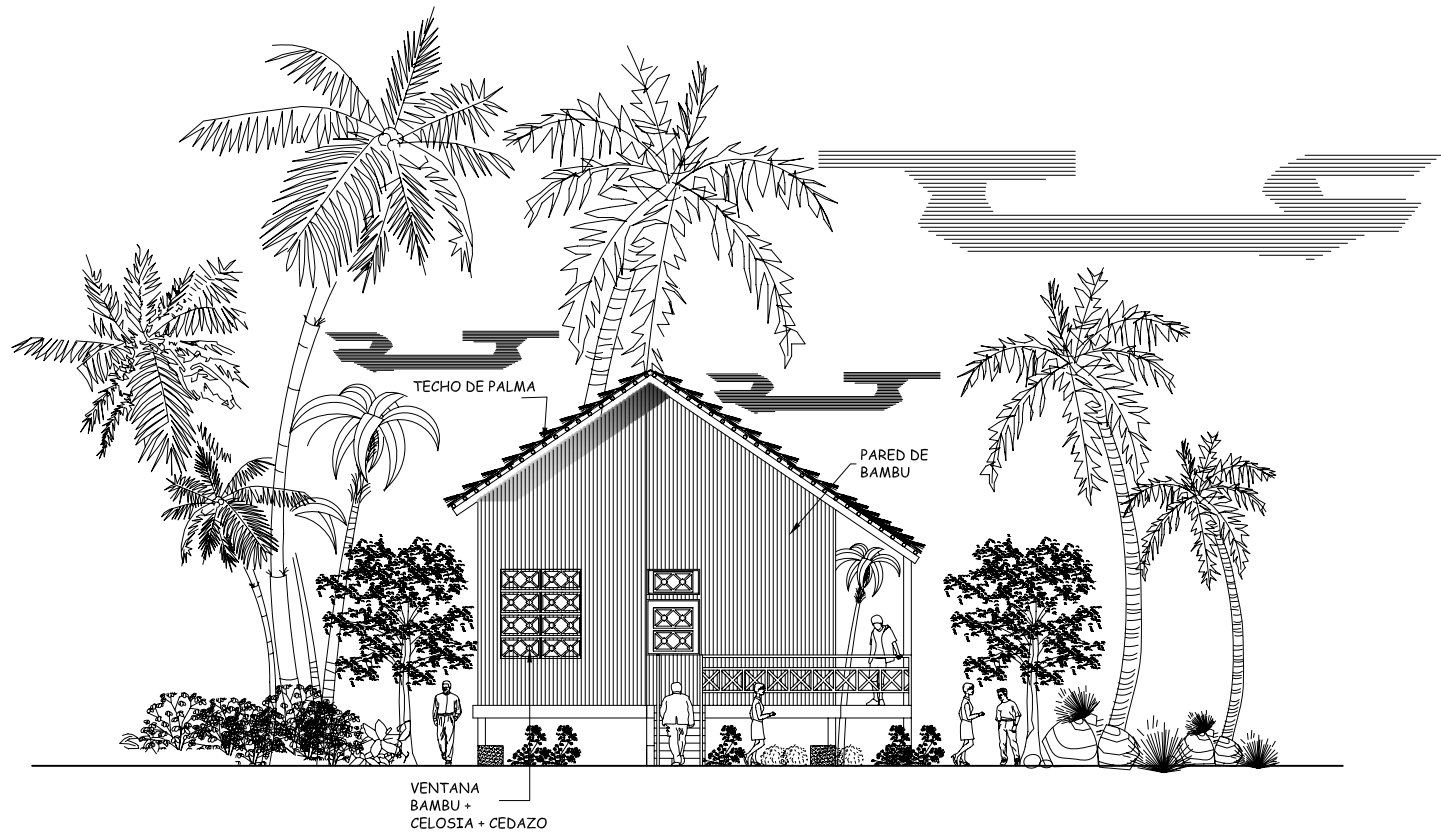 TECHO DE PALMA
PARED DE
BAMBU
VENTANA
BAMBU +
CELOSIA + CEDAZO